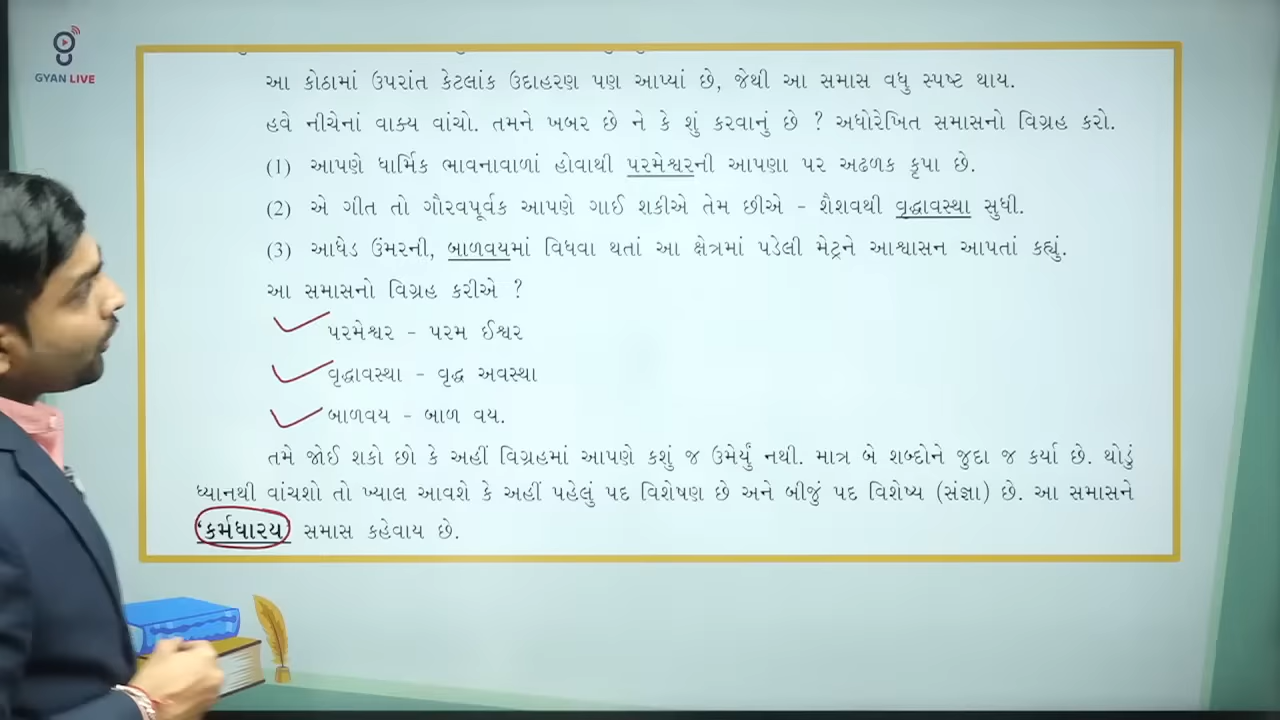 GYAN LIVE
આ કોઠામાં ઉપરાંત કેટલાંક ઉદાહરણ પણ આપ્યાં છે, જેથી આ સમાસ વધુ સ્પષ્ટ થાય.
હવે નીચેનાં વાક્ય વાંચો. તમને ખબર છે ને કે શું કરવાનું છે ? અધોરેખિત સમાસનો વિગ્રહ કરો.
(1) આપણે ધાર્મિક ભાવનાવાળાં હોવાથી પરમેશ્વરની આપણા પર અઢળક કૃપા છે.
(2) એ ગીત તો ગૌરવપૂર્વક આપણે ગાઈ શકીએ તેમ છીએ - શૈશવથી વૃદ્ધાવસ્થા સુધી.
(3) આધેડ ઉંમરની, બાળવયમાં વિધવા થતાં આ ક્ષેત્રમાં પડેલી મેટ્રને આશ્વાસન આપતાં કહ્યું.
આ સમાસનો વિગ્રહ કરીએ ?
પરમેશ્વર - પરમ ઈશ્વર
વૃદ્ધાવસ્થા - વૃદ્ધ અવસ્થા
બાળવય - બાળ વય.
તમે જોઈ શકો છો કે અહીં વિગ્રહમાં આપણે કશું જ ઉમેર્યું નથી. માત્ર બે શબ્દોને જુદા જ કર્યા છે. થોડું
ધ્યાનથી વાંચશો તો ખ્યાલ આવશે કે અહીં પહેલું પદ વિશેષણ છે અને બીજું પદ વિશેષ્ય (સંજ્ઞા) છે. આ સમાસને
'કર્મધારય' સમાસ કહેવાય છે.